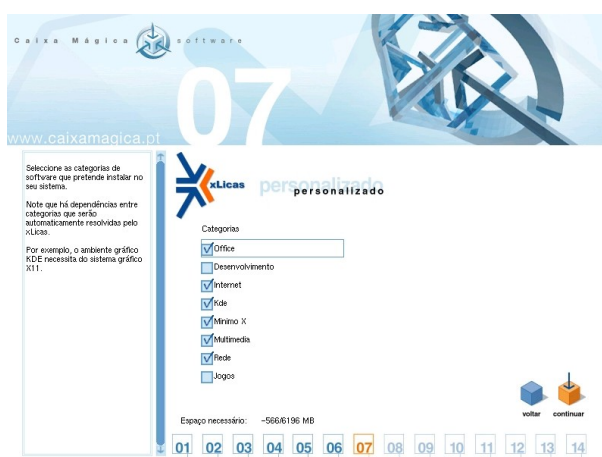 Caixa Mágica software
07
www.caixamagica.pt
Seleccione as categorias de
software que pretende instalar no
seu sistema.
Note que há dependências entre
categorias que serão
automaticamente resolvidas pelo
xLicas.
Por exemplo, o ambiente gráfico
KDE necessita do sistema gráfico
X11.
xLicas
personalizado
personalizado
Categorias
Office
Desenvolvimento
Internet
Kde
Minimo X
Multimedia
Rede
Jogos
voltar continuar
Espaço necessário: -566/6196 MB
01 02 03 04 05 06 07 08 09 10 11 12 13 14